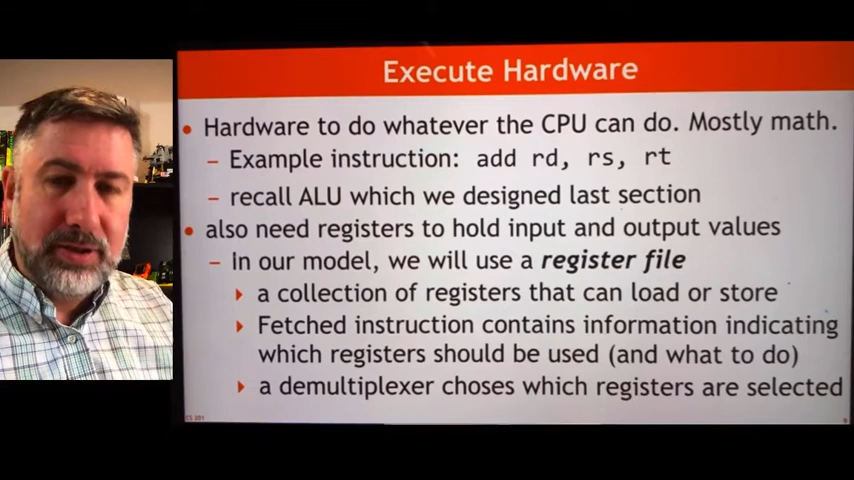 Execute Hardware
• Hardware to do whatever the CPU can do. Mostly math.
– Example instruction: add rd, rs, rt
– recall ALU which we designed last section
• also need registers to hold input and output values
– in our model, we will use a register file
a collection of registers that can load or store
Fetched instruction contains information indicating
which registers should be used (and what to do)
a demultiplexer choses which registers are selected
CS 301